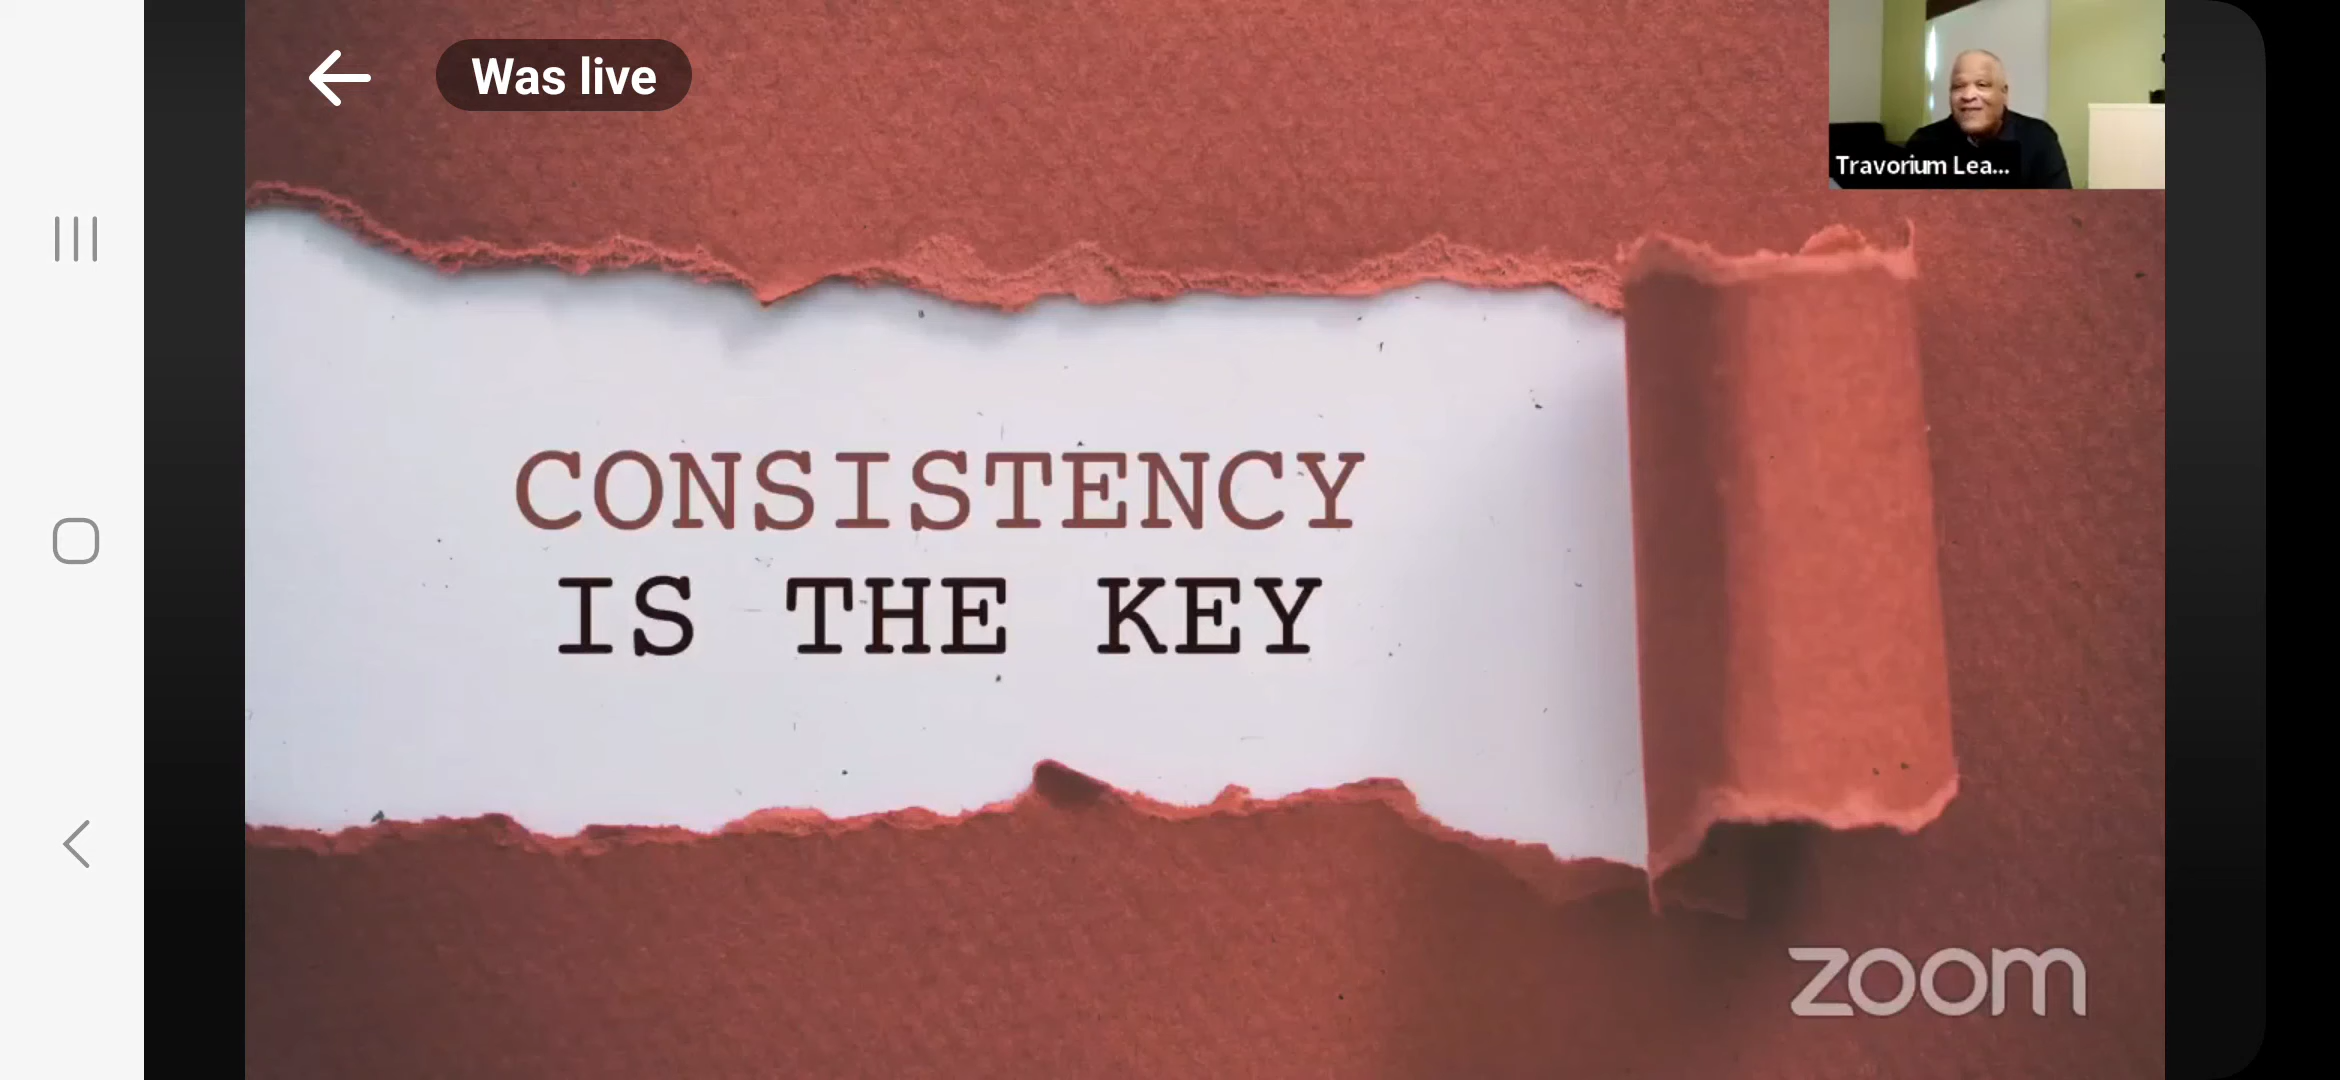 Was live
Travorium Lea...
CONSISTENCY
IS THE KEY
zoom